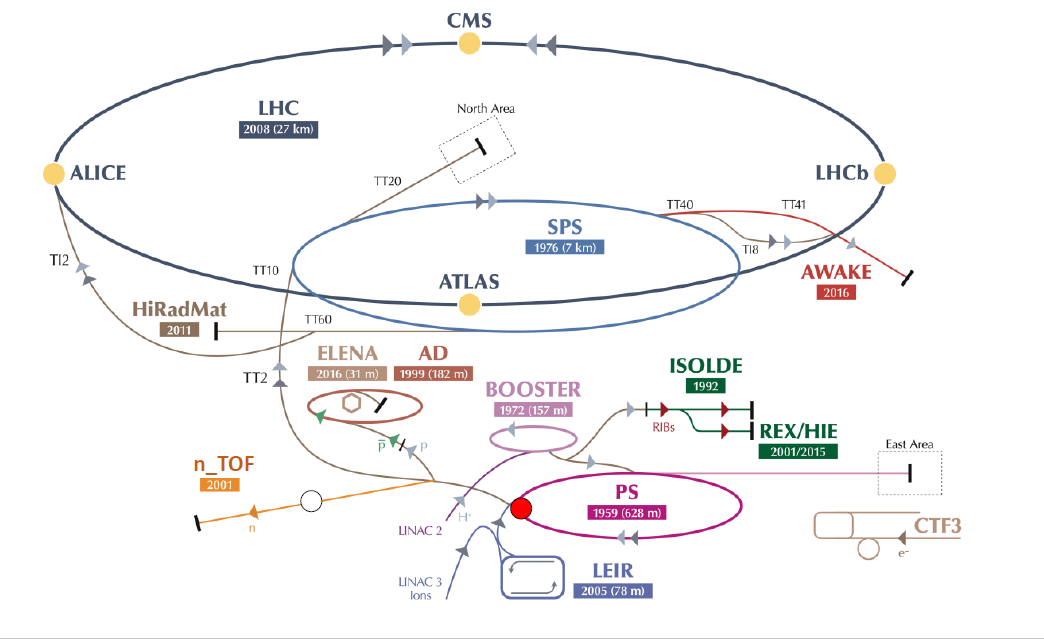 CMS
LHC
2008 (27 km)
North Area
ALICE
LHCb
TT20
TT40
TT41
SPS
1976 (7 km)
TI2
TT10
TI8
ATLAS
AWAKE
2016
HiRadMat
2011
TT60
ELENA
2016 (31 m)
AD
1999 (182 m)
TT2
ISOLDE
1992
BOOSTER
1972 (157 m)
RIBs
REX/HIE
2001/2015
p̅
p
East Area
n_TOF
2001
n
PS
1959 (628 m)
H⁺
LINAC 2
CTF3
e⁻
LEIR
2005 (78 m)
LINAC 3
Ions